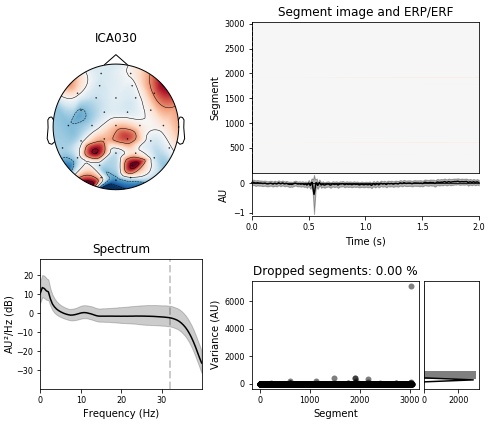 ICA030
Segment image and ERP/ERF
Segment
3000
2500
2000
1500
1000
500
AU
0
−1
0.0 0.5 1.0 1.5 2.0
Time (s)
Spectrum
AU²/Hz (dB)
20
10
0
−10
−20
−30
0 10 20 30
Frequency (Hz)
Dropped segments: 0.00 %
Variance (AU)
6000
4000
2000
0
0 1000 2000 3000
Segment
0 2000